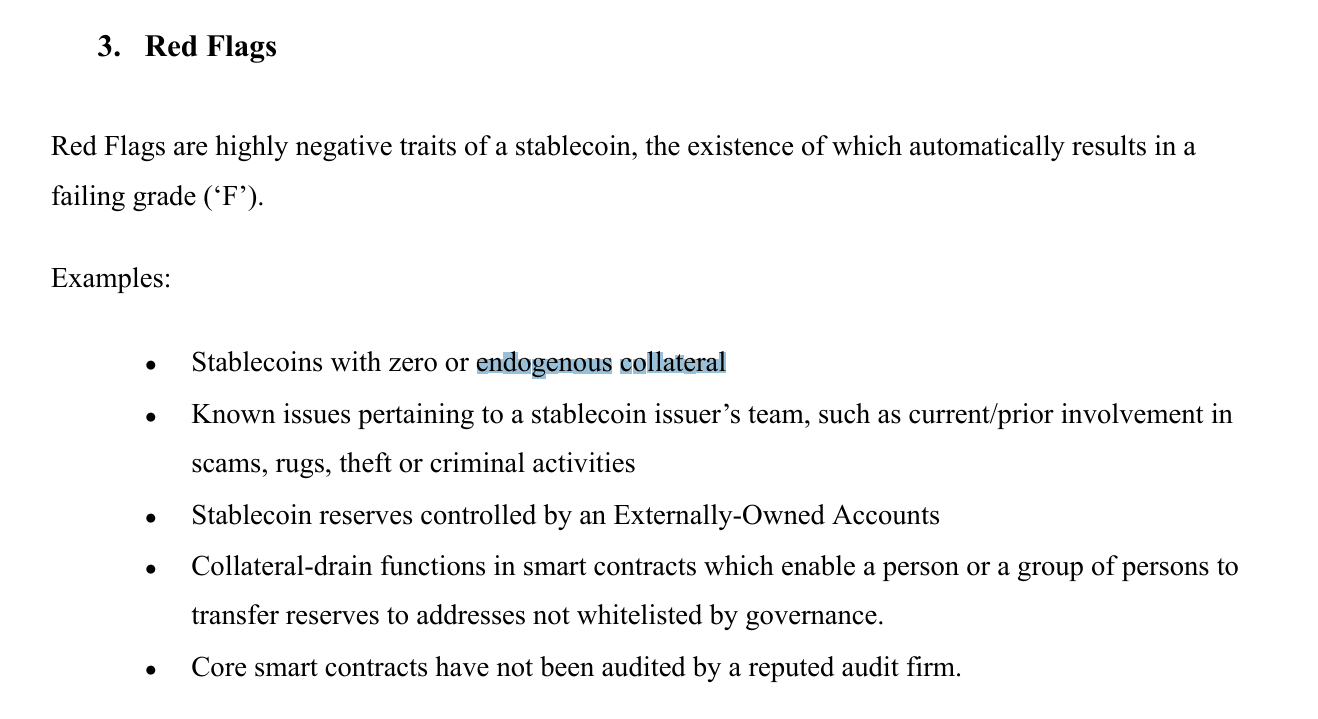 3. Red Flags
Red Flags are highly negative traits of a stablecoin, the existence of which automatically results in a
failing grade (‘F’).
Examples:
● Stablecoins with zero or endogenous collateral
● Known issues pertaining to a stablecoin issuer’s team, such as current/prior involvement in
scams, rugs, theft or criminal activities
● Stablecoin reserves controlled by an Externally-Owned Accounts
● Collateral-drain functions in smart contracts which enable a person or a group of persons to
transfer reserves to addresses not whitelisted by governance.
● Core smart contracts have not been audited by a reputed audit firm.